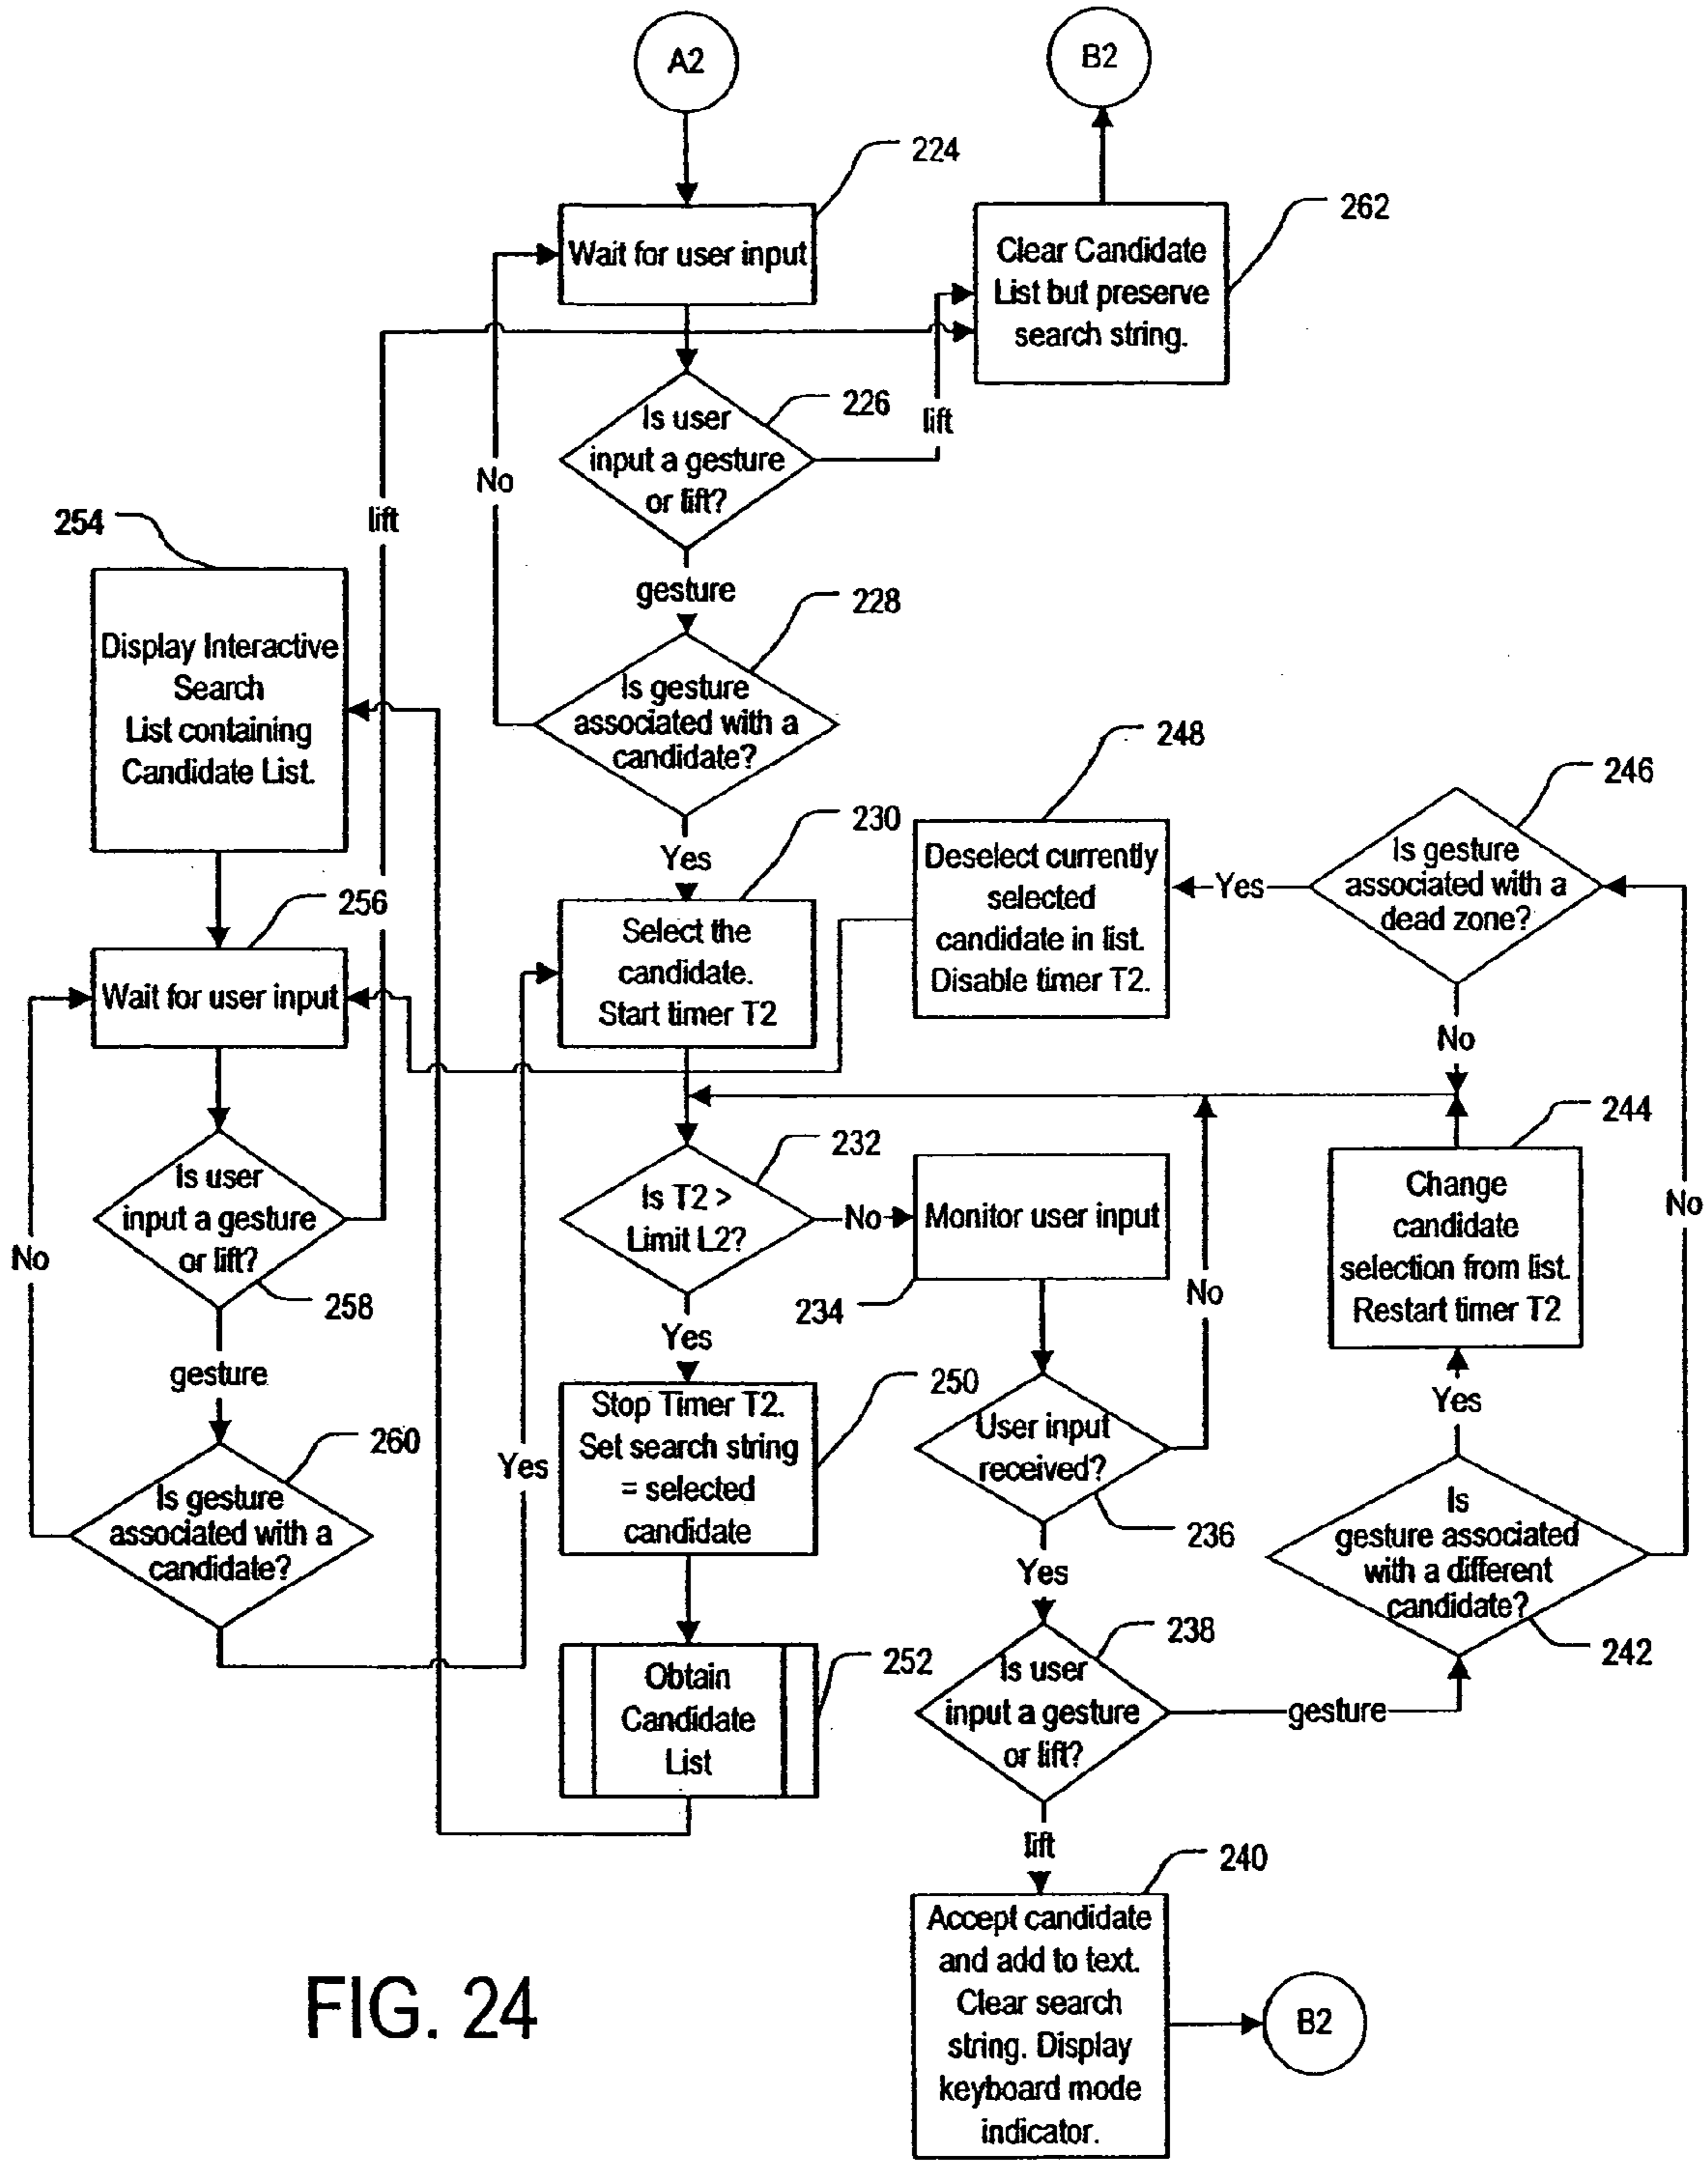 A2
B2
224
Wait for user input
262
Clear Candidate
List but preserve
search string.
226
Is user
input a gesture
or lift?
lift
No
lift
254
gesture
228
Display Interactive
Search
List containing
Candidate List.
Is gesture
associated with a
candidate?
248
246
230
Yes
Deselect currently
selected
candidate in list.
Disable timer T2.
Yes
Is gesture
associated with a
dead zone?
256
Select the
candidate.
Start timer T2
Wait for user input
No
244
232
Is user
input a gesture
or lift?
258
No
Is T2 >
Limit L2?
No
Monitor user input
234
No
Change
candidate
selection from list.
Restart timer T2
No
Yes
gesture
250
Stop Timer T2.
Set search string
= selected
candidate
User input
received?
236
Yes
260
Is gesture
associated with a
candidate?
Yes
Is
gesture associated
with a different
candidate?
242
Yes
238
252
Obtain
Candidate
List
Is user
input a gesture
or lift?
gesture
lift
240
Accept candidate
and add to text.
Clear search
string. Display
keyboard mode
indicator.
B2
FIG. 24